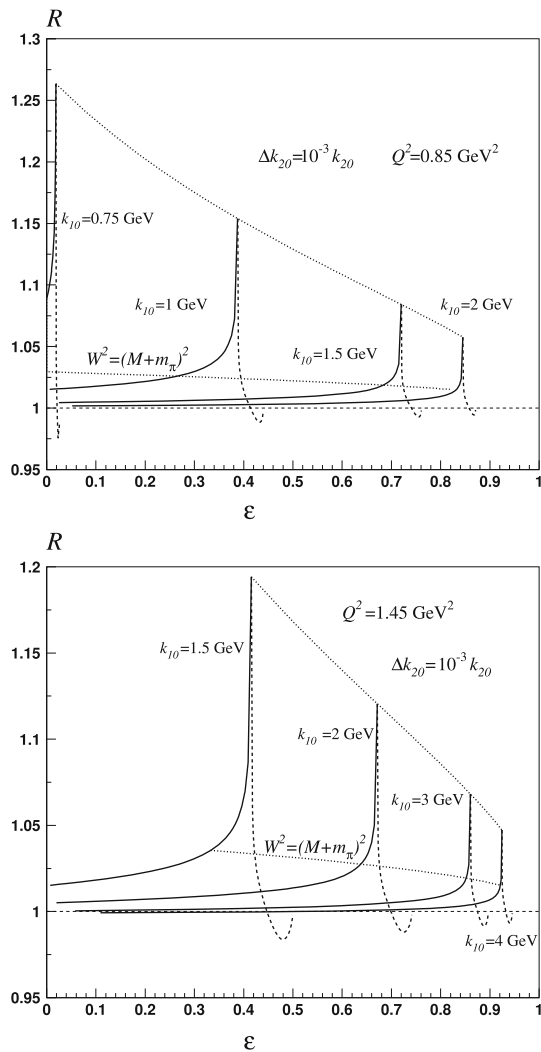 R
1.3
Δk₂₀=10⁻³ k₂₀ Q²=0.85 GeV²
1.25
k₁₀=0.75 GeV
1.2
1.15
k₁₀=1 GeV k₁₀=2 GeV
1.1
W²=(M+mπ)² k₁₀=1.5 GeV
1.05
1
0.95
0 0.1 0.2 0.3 0.4 0.5 0.6 0.7 0.8 0.9 1
ε
R
1.2
Q²=1.45 GeV²
k₁₀=1.5 GeV Δk₂₀=10⁻³ k₂₀
1.15
k₁₀=2 GeV
1.1
k₁₀=3 GeV
1.05
W²=(M+mπ)²
1
k₁₀=4 GeV
0.95
0 0.1 0.2 0.3 0.4 0.5 0.6 0.7 0.8 0.9 1
ε